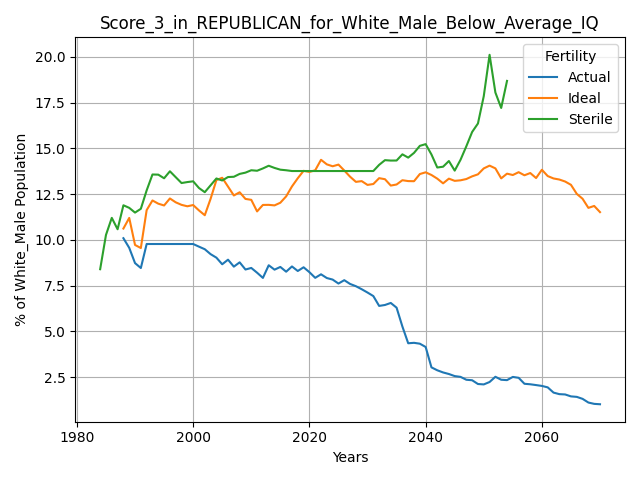 Score_3_in_REPUBLICAN_for_White_Male_Below_Average_IQ
Fertility
Actual
Ideal
Sterile
20.0
17.5
15.0
12.5
10.0
7.5
5.0
2.5
% of White_Male Population
1980
2000
2020
2040
2060
Years